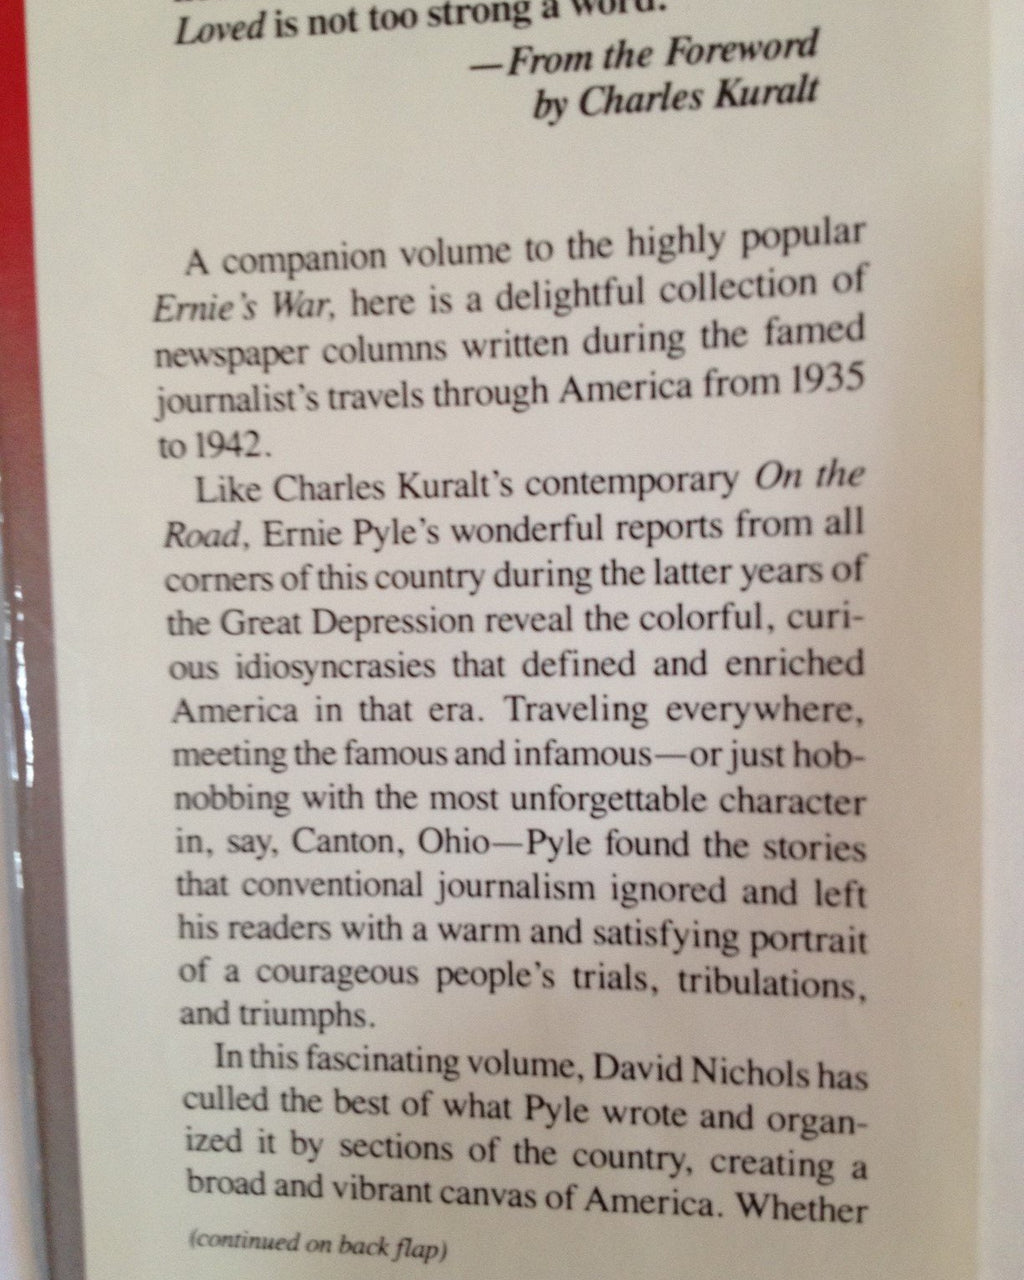 Loved is not too strong a word.
—From the Foreword
by Charles Kuralt
A companion volume to the highly popular
Ernie's War, here is a delightful collection of
newspaper columns written during the famed
journalist's travels through America from 1935
to 1942.
Like Charles Kuralt's contemporary On the
Road, Ernie Pyle's wonderful reports from all
corners of this country during the latter years of
the Great Depression reveal the colorful, curi-
ous idiosyncrasies that defined and enriched
America in that era. Traveling everywhere,
meeting the famous and infamous—or just hob-
nobbing with the most unforgettable character
in, say, Canton, Ohio—Pyle found the stories
that conventional journalism ignored and left
his readers with a warm and satisfying portrait
of a courageous people's trials, tribulations,
and triumphs.
In this fascinating volume, David Nichols has
culled the best of what Pyle wrote and organ-
ized it by sections of the country, creating a
broad and vibrant canvas of America. Whether
(continued on back flap)